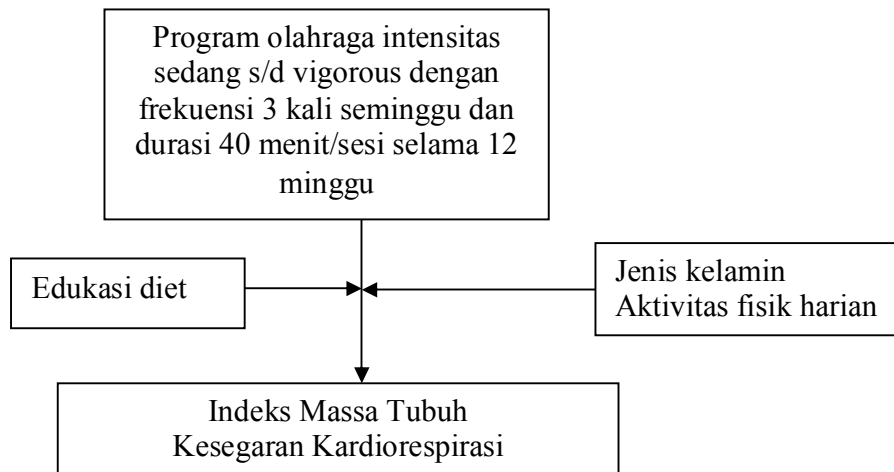 Program olahraga intensitas
sedang s/d vigorous dengan
frekuensi 3 kali seminggu dan
durasi 40 menit/sesi selama 12
minggu
Edukasi diet
Jenis kelamin
Aktivitas fisik harian
Indeks Massa Tubuh
Kesegaran Kardiorespirasi